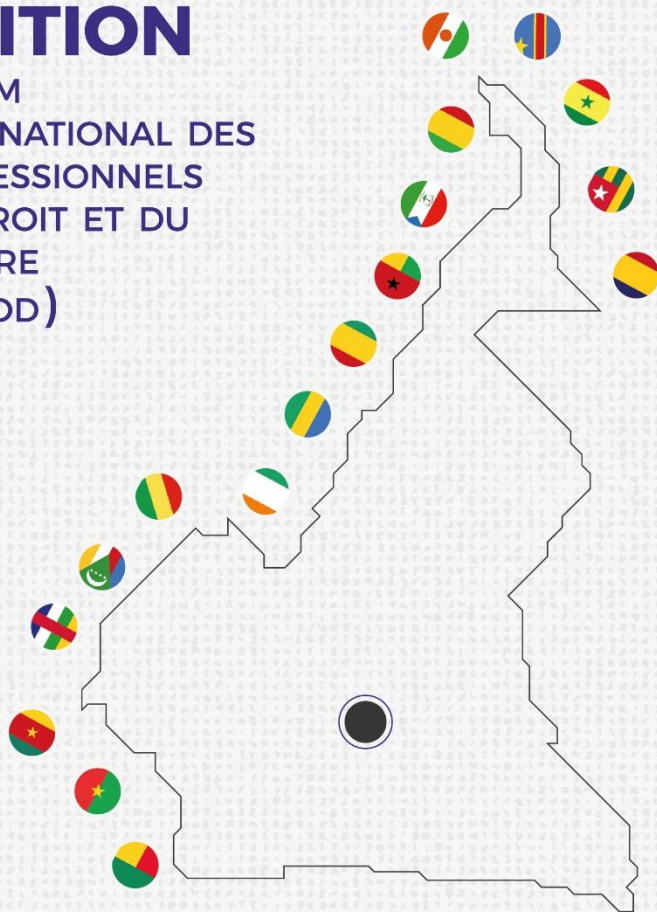 ITION
M
NATIONAL DES
ESSIONNELS
ROIT ET DU
RE
OD)